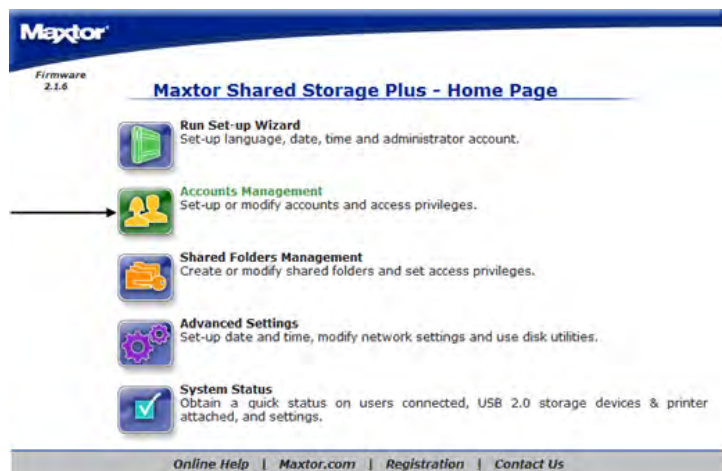 Maxtor
Firmware
2.1.6
Maxtor Shared Storage Plus - Home Page
Run Set-up Wizard
Set-up language, date, time and administrator account.
Accounts Management
Set-up or modify accounts and access privileges.
Shared Folders Management
Create or modify shared folders and set access privileges.
Advanced Settings
Set-up date and time, modify network settings and use disk utilities.
System Status
Obtain a quick status on users connected, USB 2.0 storage devices & printer
attached, and settings.
Online Help | Maxtor.com | Registration | Contact Us